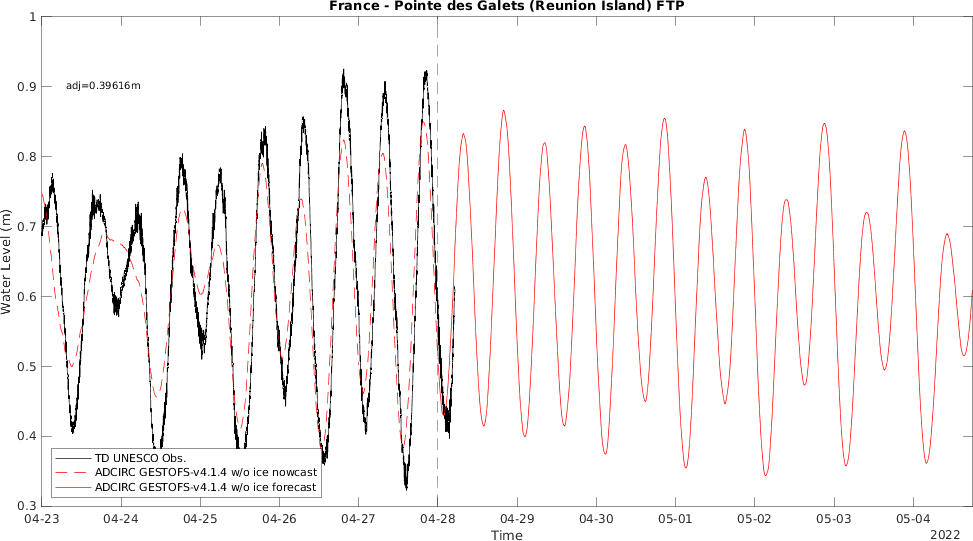 France - Pointe des Galets (Reunion Island) FTP
1
0.9
0.8
0.7
0.6
0.5
0.4
0.3
Water Level (m)
adj=0.39616m
TD UNESCO Obs.
ADCIRC GESTOFS-v4.1.4 w/o ice nowcast
ADCIRC GESTOFS-v4.1.4 w/o ice forecast
04-23 04-24 04-25 04-26 04-27 04-28 04-29 04-30 05-01 05-02 05-03 05-04
Time
2022